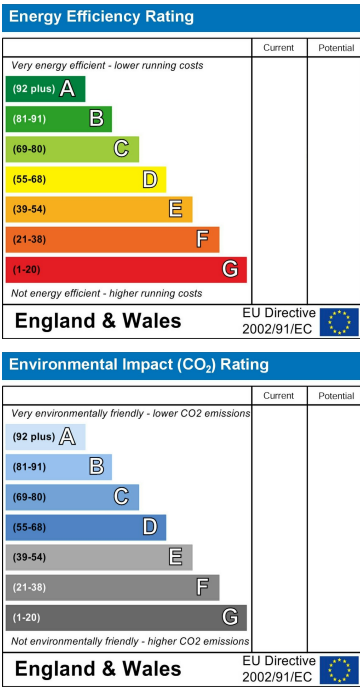 Energy Efficiency Rating
Current Potential
Very energy efficient - lower running costs
(92 plus) A
(81-91) B
(69-80) C
(55-68) D
(39-54) E
(21-38) F
(1-20) G
Not energy efficient - higher running costs
England & Wales
EU Directive
2002/91/EC
Environmental Impact (CO₂) Rating
Current Potential
Very environmentally friendly - lower CO2 emissions
(92 plus) A
(81-91) B
(69-80) C
(55-68) D
(39-54) E
(21-38) F
(1-20) G
Not environmentally friendly - higher CO2 emissions
England & Wales
EU Directive
2002/91/EC